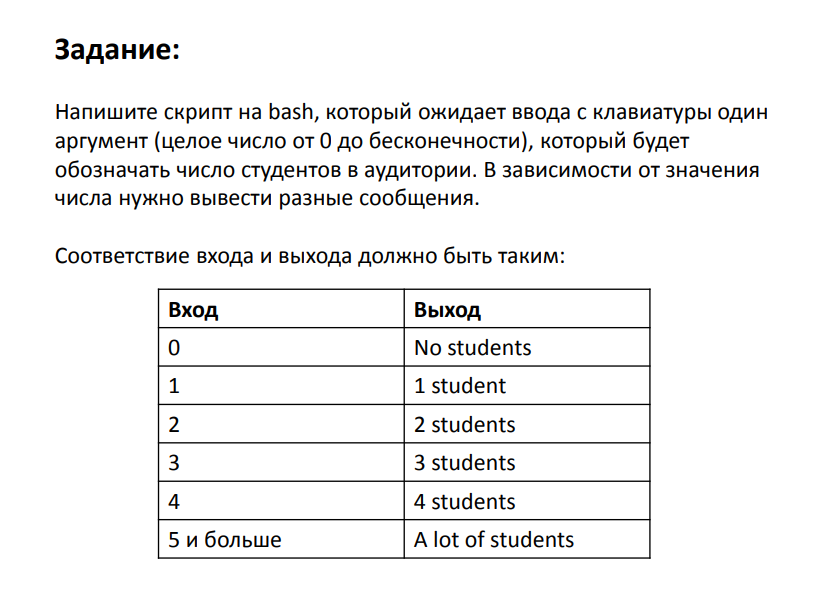 Задание:
Напишите скрипт на bash, который ожидает ввода с клавиатуры один
аргумент (целое число от 0 до бесконечности), который будет
обозначать число студентов в аудитории. В зависимости от значения
числа нужно вывести разные сообщения.
Соответствие входа и выхода должно быть таким:
Вход Выход
0 No students
1 1 student
2 2 students
3 3 students
4 4 students
5 и больше A lot of students